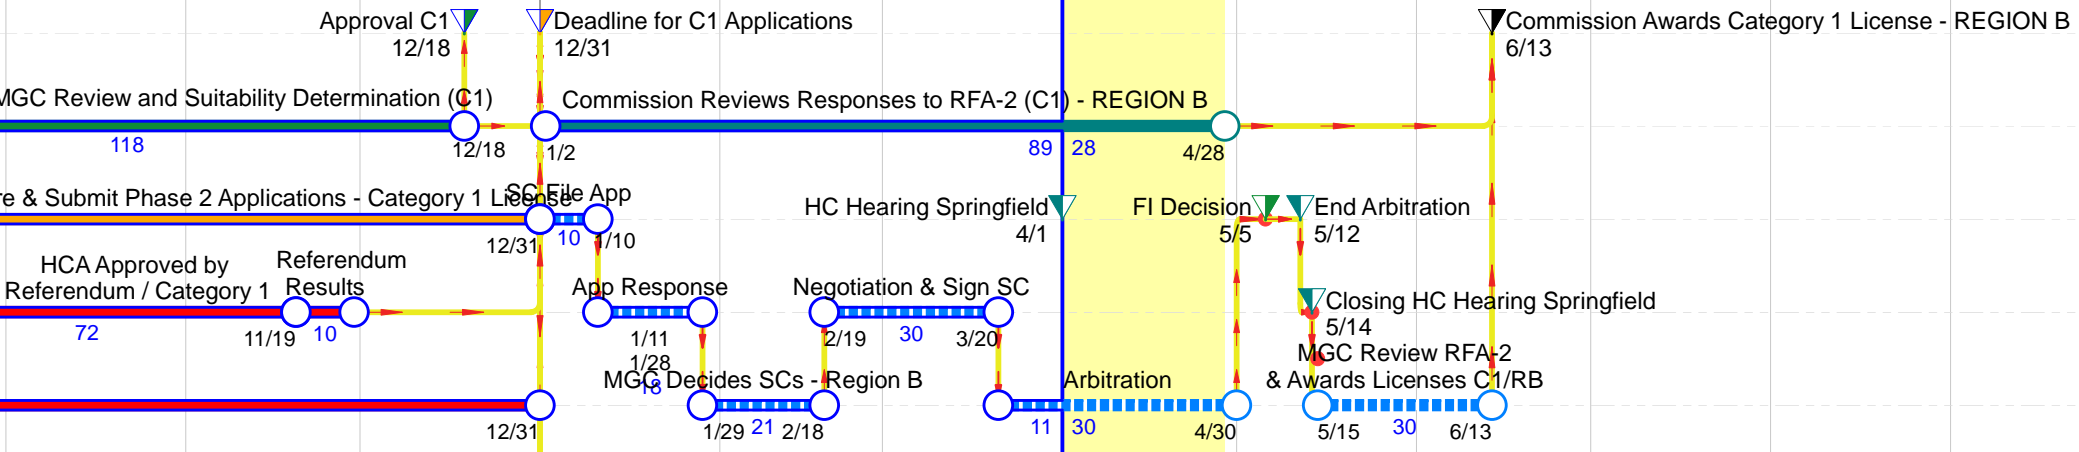 Approval C1
12/18
Deadline for C1 Applications
12/31
Commission Awards Category 1 License - REGION B
6/13
MGC Review and Suitability Determination (C1)
118
12/18
Commission Reviews Responses to RFA-2 (C1) - REGION B
1/2
89
28
4/28
re & Submit Phase 2 Applications - Category 1 License
12/31
SC File App
10
1/10
HC Hearing Springfield
4/1
FI Decision
5/5
End Arbitration
5/12
HCA Approved by
Referendum / Category 1
72
11/19
Referendum
Results
10
App Response
1/11
1/28
18
Negotiation & Sign SC
2/19
30
3/20
Closing HC Hearing Springfield
5/14
12/31
MGC Decides SCs - Region B
1/29
21
2/18
Arbitration
11
30
4/30
MGC Review RFA-2
& Awards Licenses C1/RB
5/15
30
6/13